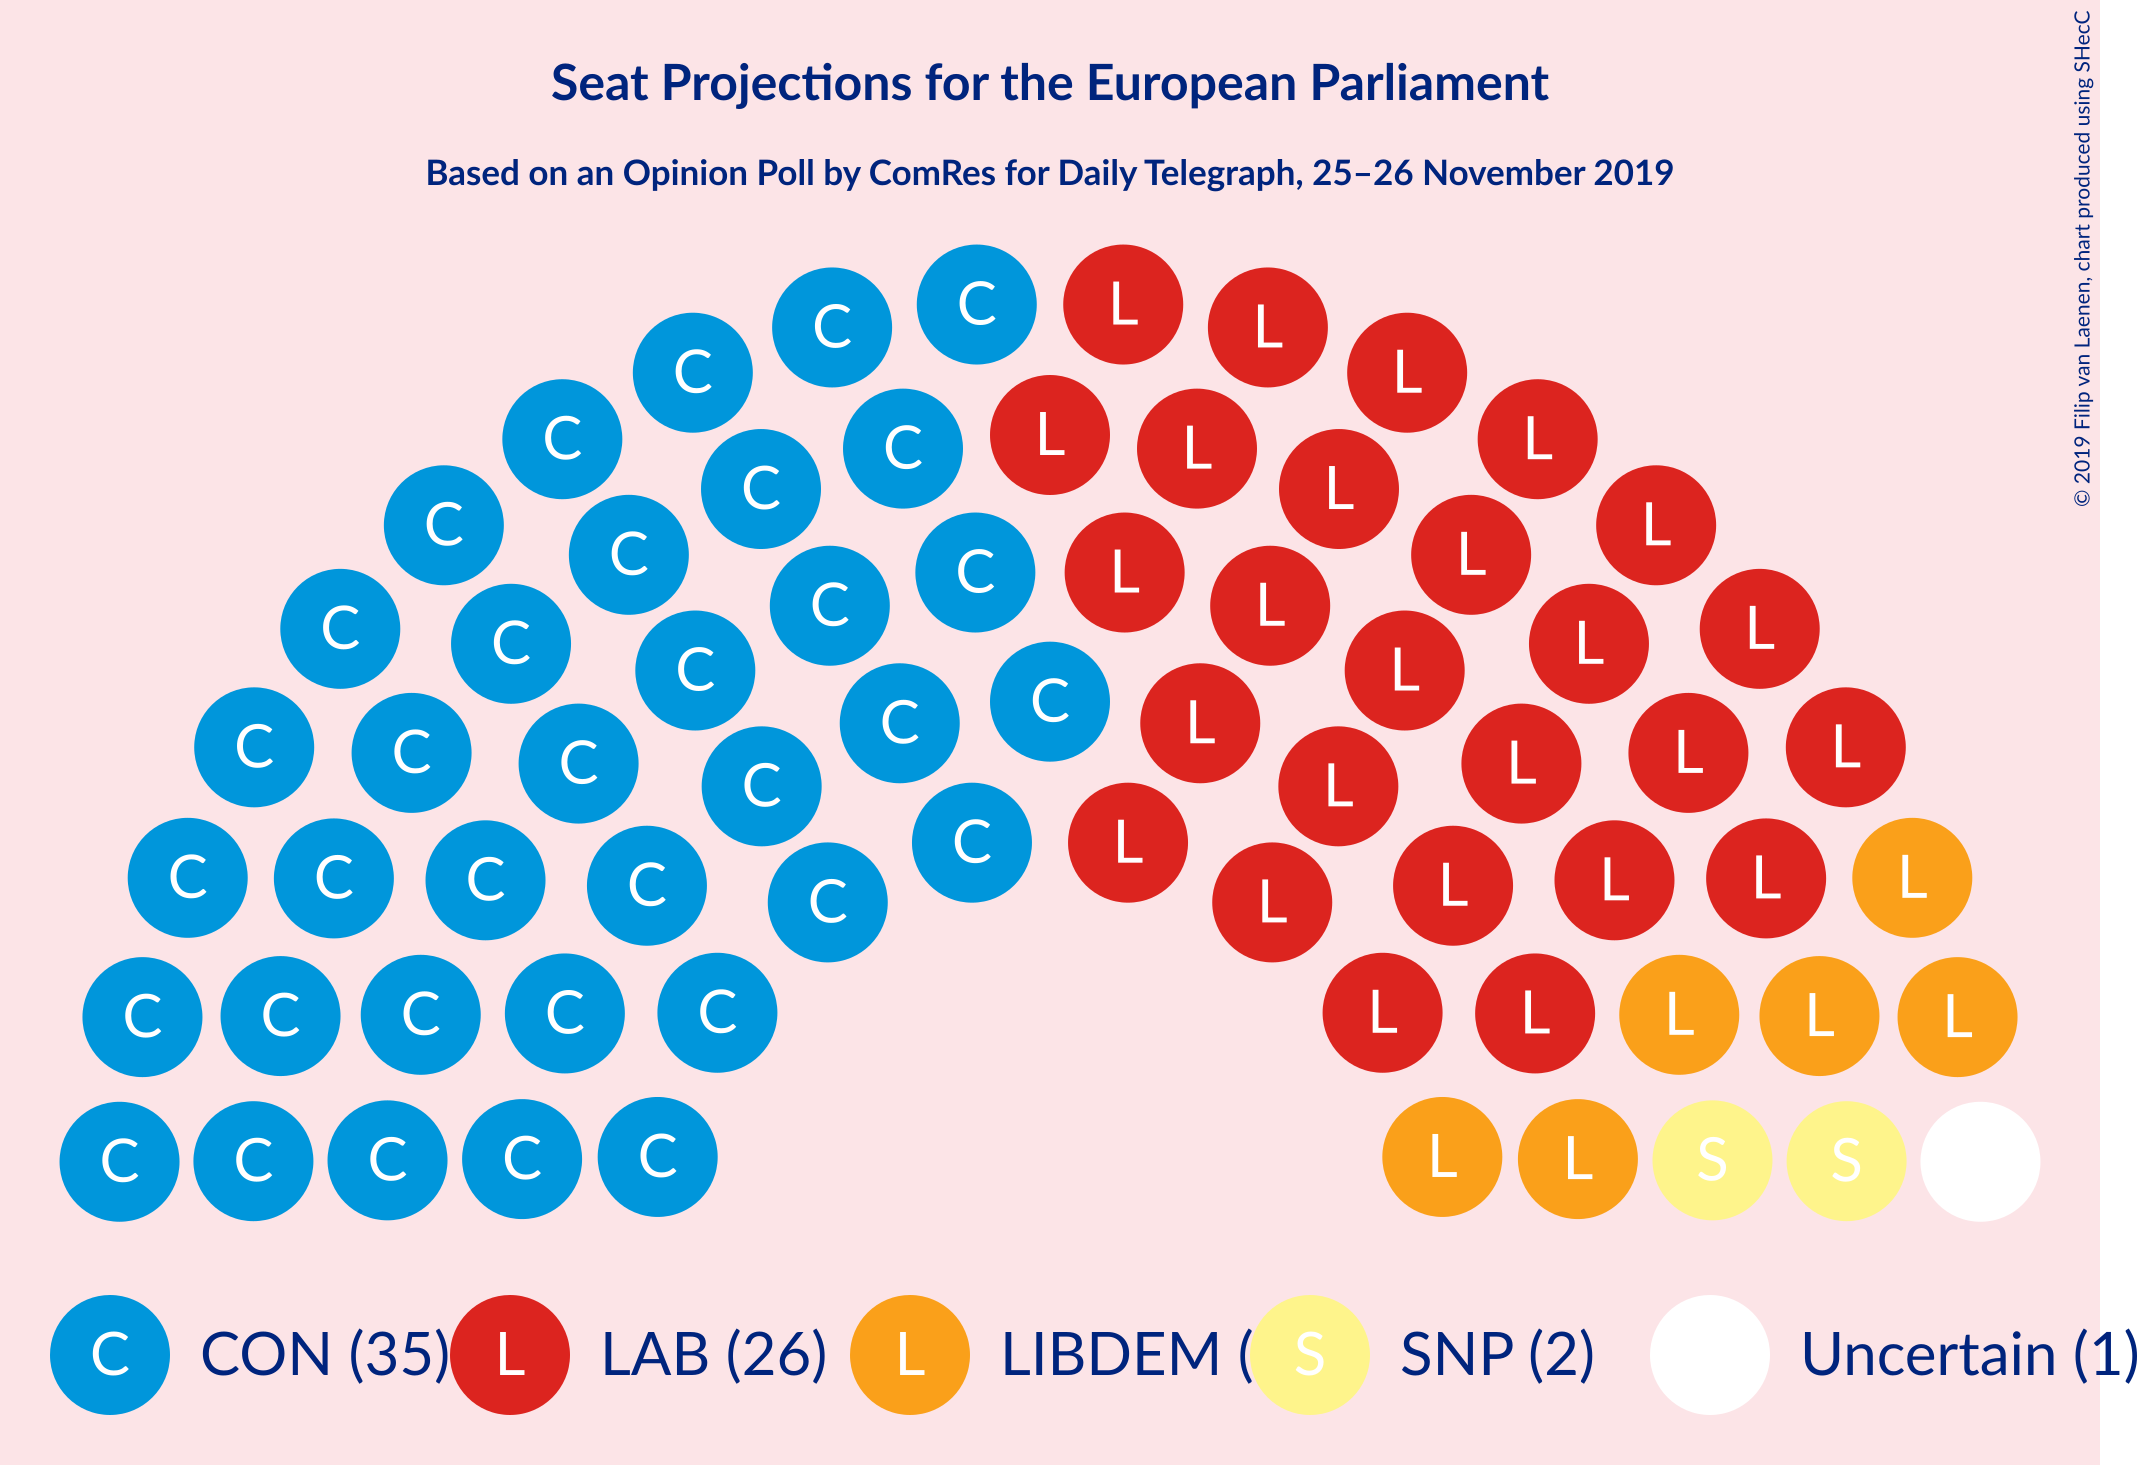 Seat Projections for the European Parliament
Based on an Opinion Poll by ComRes for Daily Telegraph, 25–26 November 2019
© 2019 Filip van Laenen, chart produced using SHecC
C L
C L
C L
C L L
C L
C L
C L
C L
C L
C L
C L
C L
C L
C
C L
C C L L
C L
C L
C L
C C C C L L L L
C L
C C C C C L L L L L
C C C C C L L S S
C CON (35) L LAB (26) L LIBDEM ( S SNP (2) Uncertain (1)